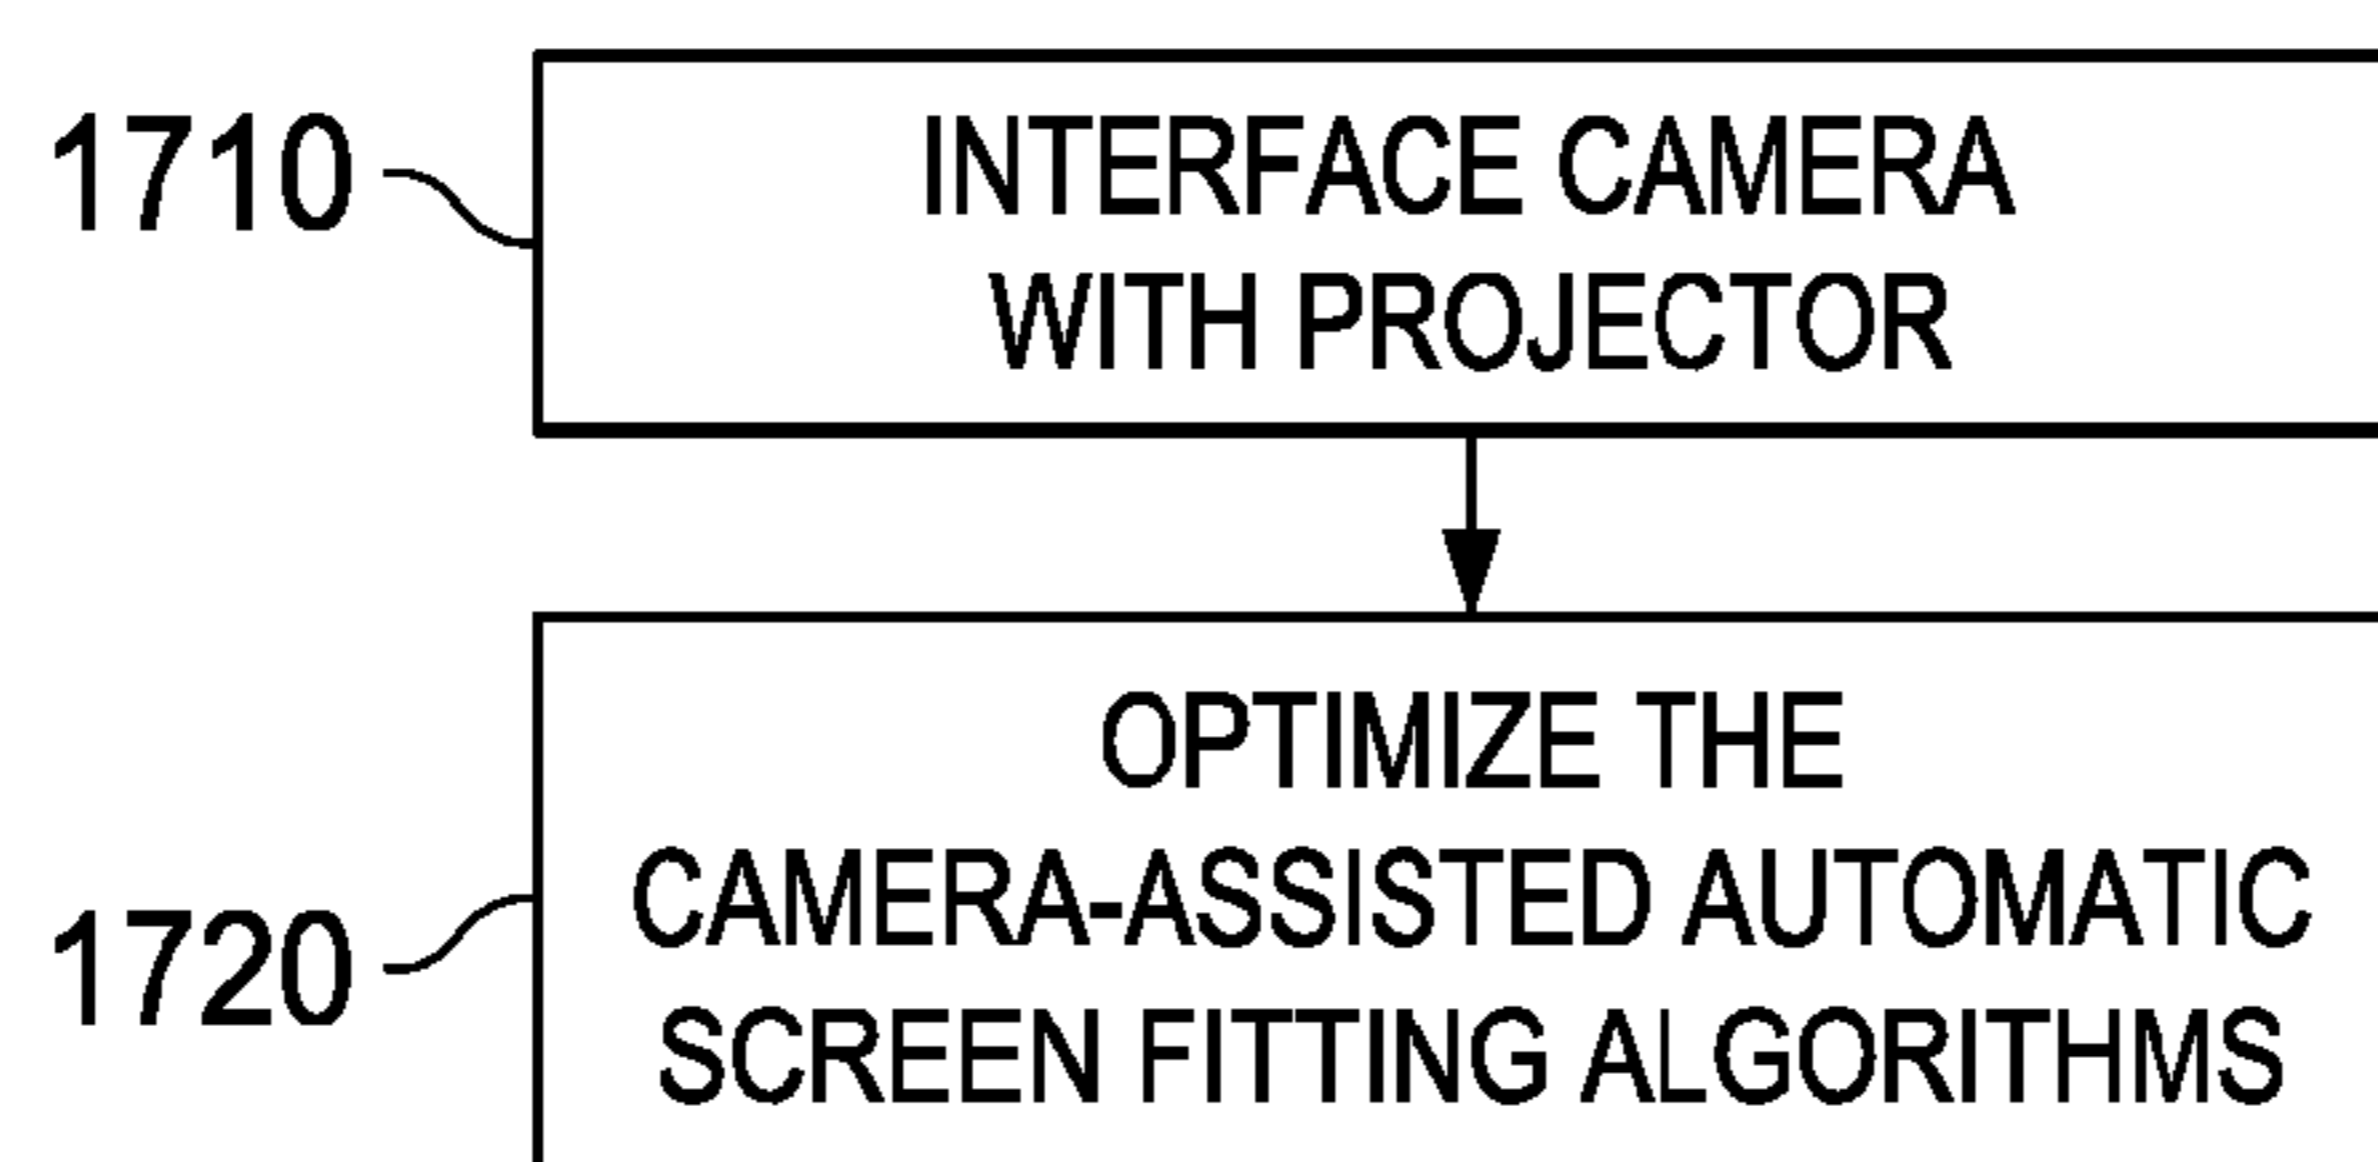 1710
INTERFACE CAMERA
WITH PROJECTOR
OPTIMIZE THE
1720
CAMERA-ASSISTED AUTOMATIC
SCREEN FITTING ALGORITHMS